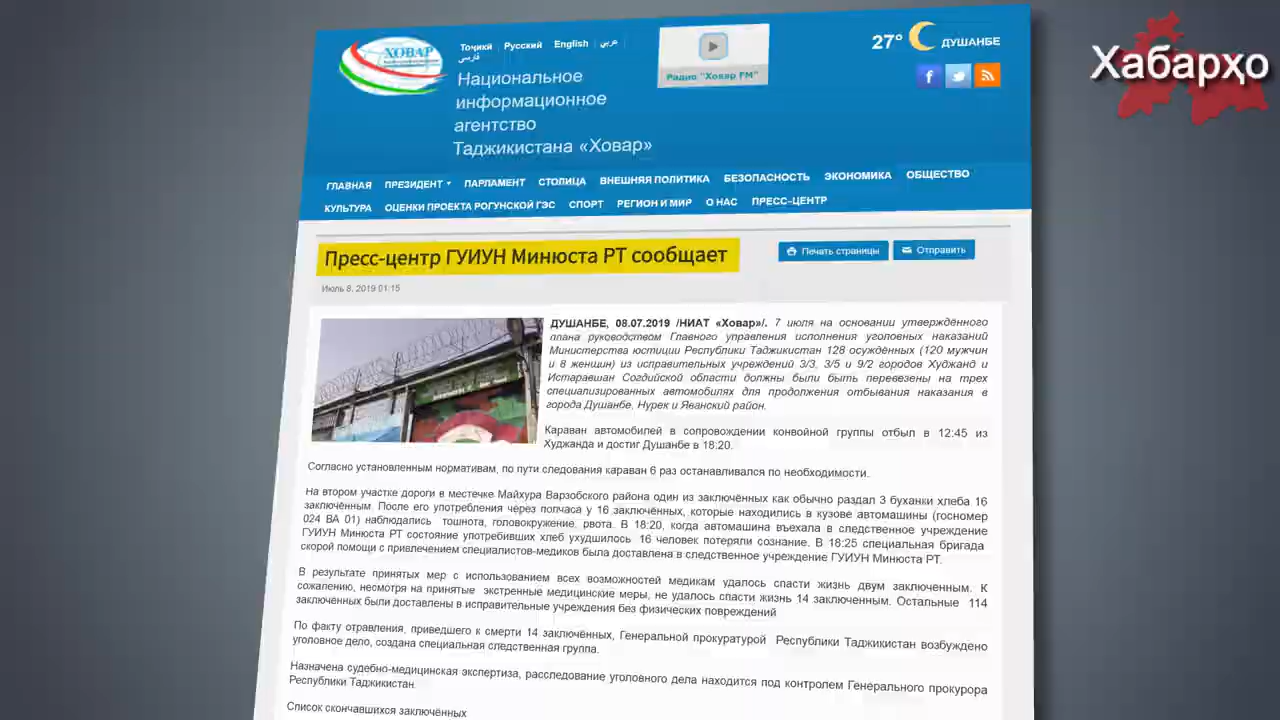 Хабарҳо
ХОВАР
Тоҷикӣ Русский English عربي
فارسی
Национальное
информационное
агентство
Таджикистана «Ховар»
Радио "Ховар FM"
27° ДУШАНБЕ
ГЛАВНАЯ ПРЕЗИДЕНТ ПАРЛАМЕНТ СТОЛИЦА ВНЕШНЯЯ ПОЛИТИКА БЕЗОПАСНОСТЬ ЭКОНОМИКА ОБЩЕСТВО
КУЛЬТУРА ОЦЕНКИ ПРОЕКТА РОГУНСКОЙ ГЭС СПОРТ РЕГИОН И МИР О НАС ПРЕСС-ЦЕНТР
Пресс-центр ГУИУН Минюста РТ сообщает
Печать страницы Отправить
Июль 8, 2019 01:15
ДУШАНБЕ, 08.07.2019 /НИАТ «Ховар»/. 7 июля на основании утверждённого
плана руководством Главного управления исполнения уголовных наказаний
Министерства юстиции Республики Таджикистан 128 осуждённых (120 мужчин
и 8 женщин) из исправительных учреждений 3/3, 3/5 и 9/2 городов Худжанд и
Истаравшан Согдийской области должны были быть перевезены на трех
специализированных автомобилях для продолжения отбывания наказания в
города Душанбе, Нурек и Яванский район.
Караван автомобилей в сопровождении конвойной группы отбыл в 12:45 из
Худжанда и достиг Душанбе в 18:20.
Согласно установленным нормативам, по пути следования караван 6 раз останавливался по необходимости.
На втором участке дороги в местечке Майхура Варзобского района один из заключённых как обычно раздал 3 буханки хлеба 16
заключённым. После его употребления через полчаса у 16 заключённых, которые находились в кузове автомашины (госномер
024 ВА 01) наблюдались тошнота, головокружение, рвота. В 18:20, когда автомашина въехала в следственное учреждение
ГУИУН Минюста РТ состояние употребивших хлеб ухудшилось 16 человек потеряли сознание. В 18:25 специальная бригада
скорой помощи с привлечением специалистов-медиков была доставлена в следственное учреждение ГУИУН Минюста РТ.
В результате принятых мер с использованием всех возможностей медикам удалось спасти жизнь двум заключенным. К
сожалению, несмотря на принятые экстренные медицинские меры, не удалось спасти жизнь 14 заключенным. Остальные 114
заключенных были доставлены в исправительные учреждения без физических повреждений
По факту отравления, приведшего к смерти 14 заключённых, Генеральной прокуратурой Республики Таджикистан возбуждено
уголовное дело, создана специальная следственная группа.
Назначена судебно-медицинская экспертиза, расследование уголовного дела находится под контролем Генерального прокурора
Республики Таджикистан.
Список скончавшихся заключённых